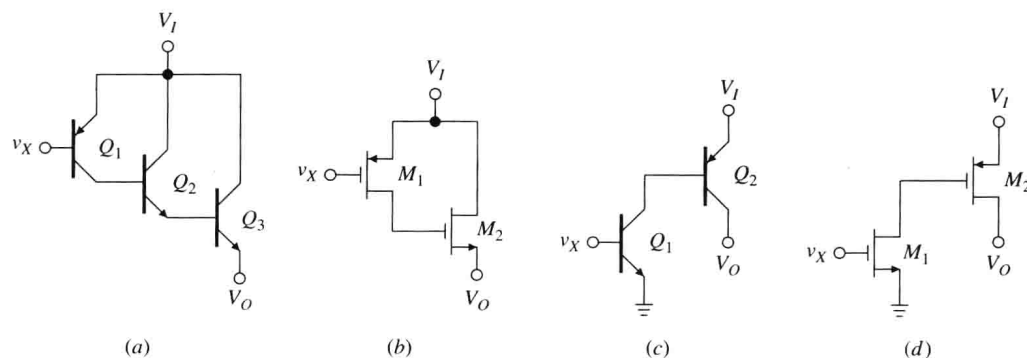 V_I
v_X
Q_1
Q_2
Q_3
V_O
(a)
V_I
v_X
M_1
M_2
V_O
(b)
V_I
Q_2
v_X
Q_1
V_O
(c)
V_I
M_2
v_X
M_1
V_O
(d)